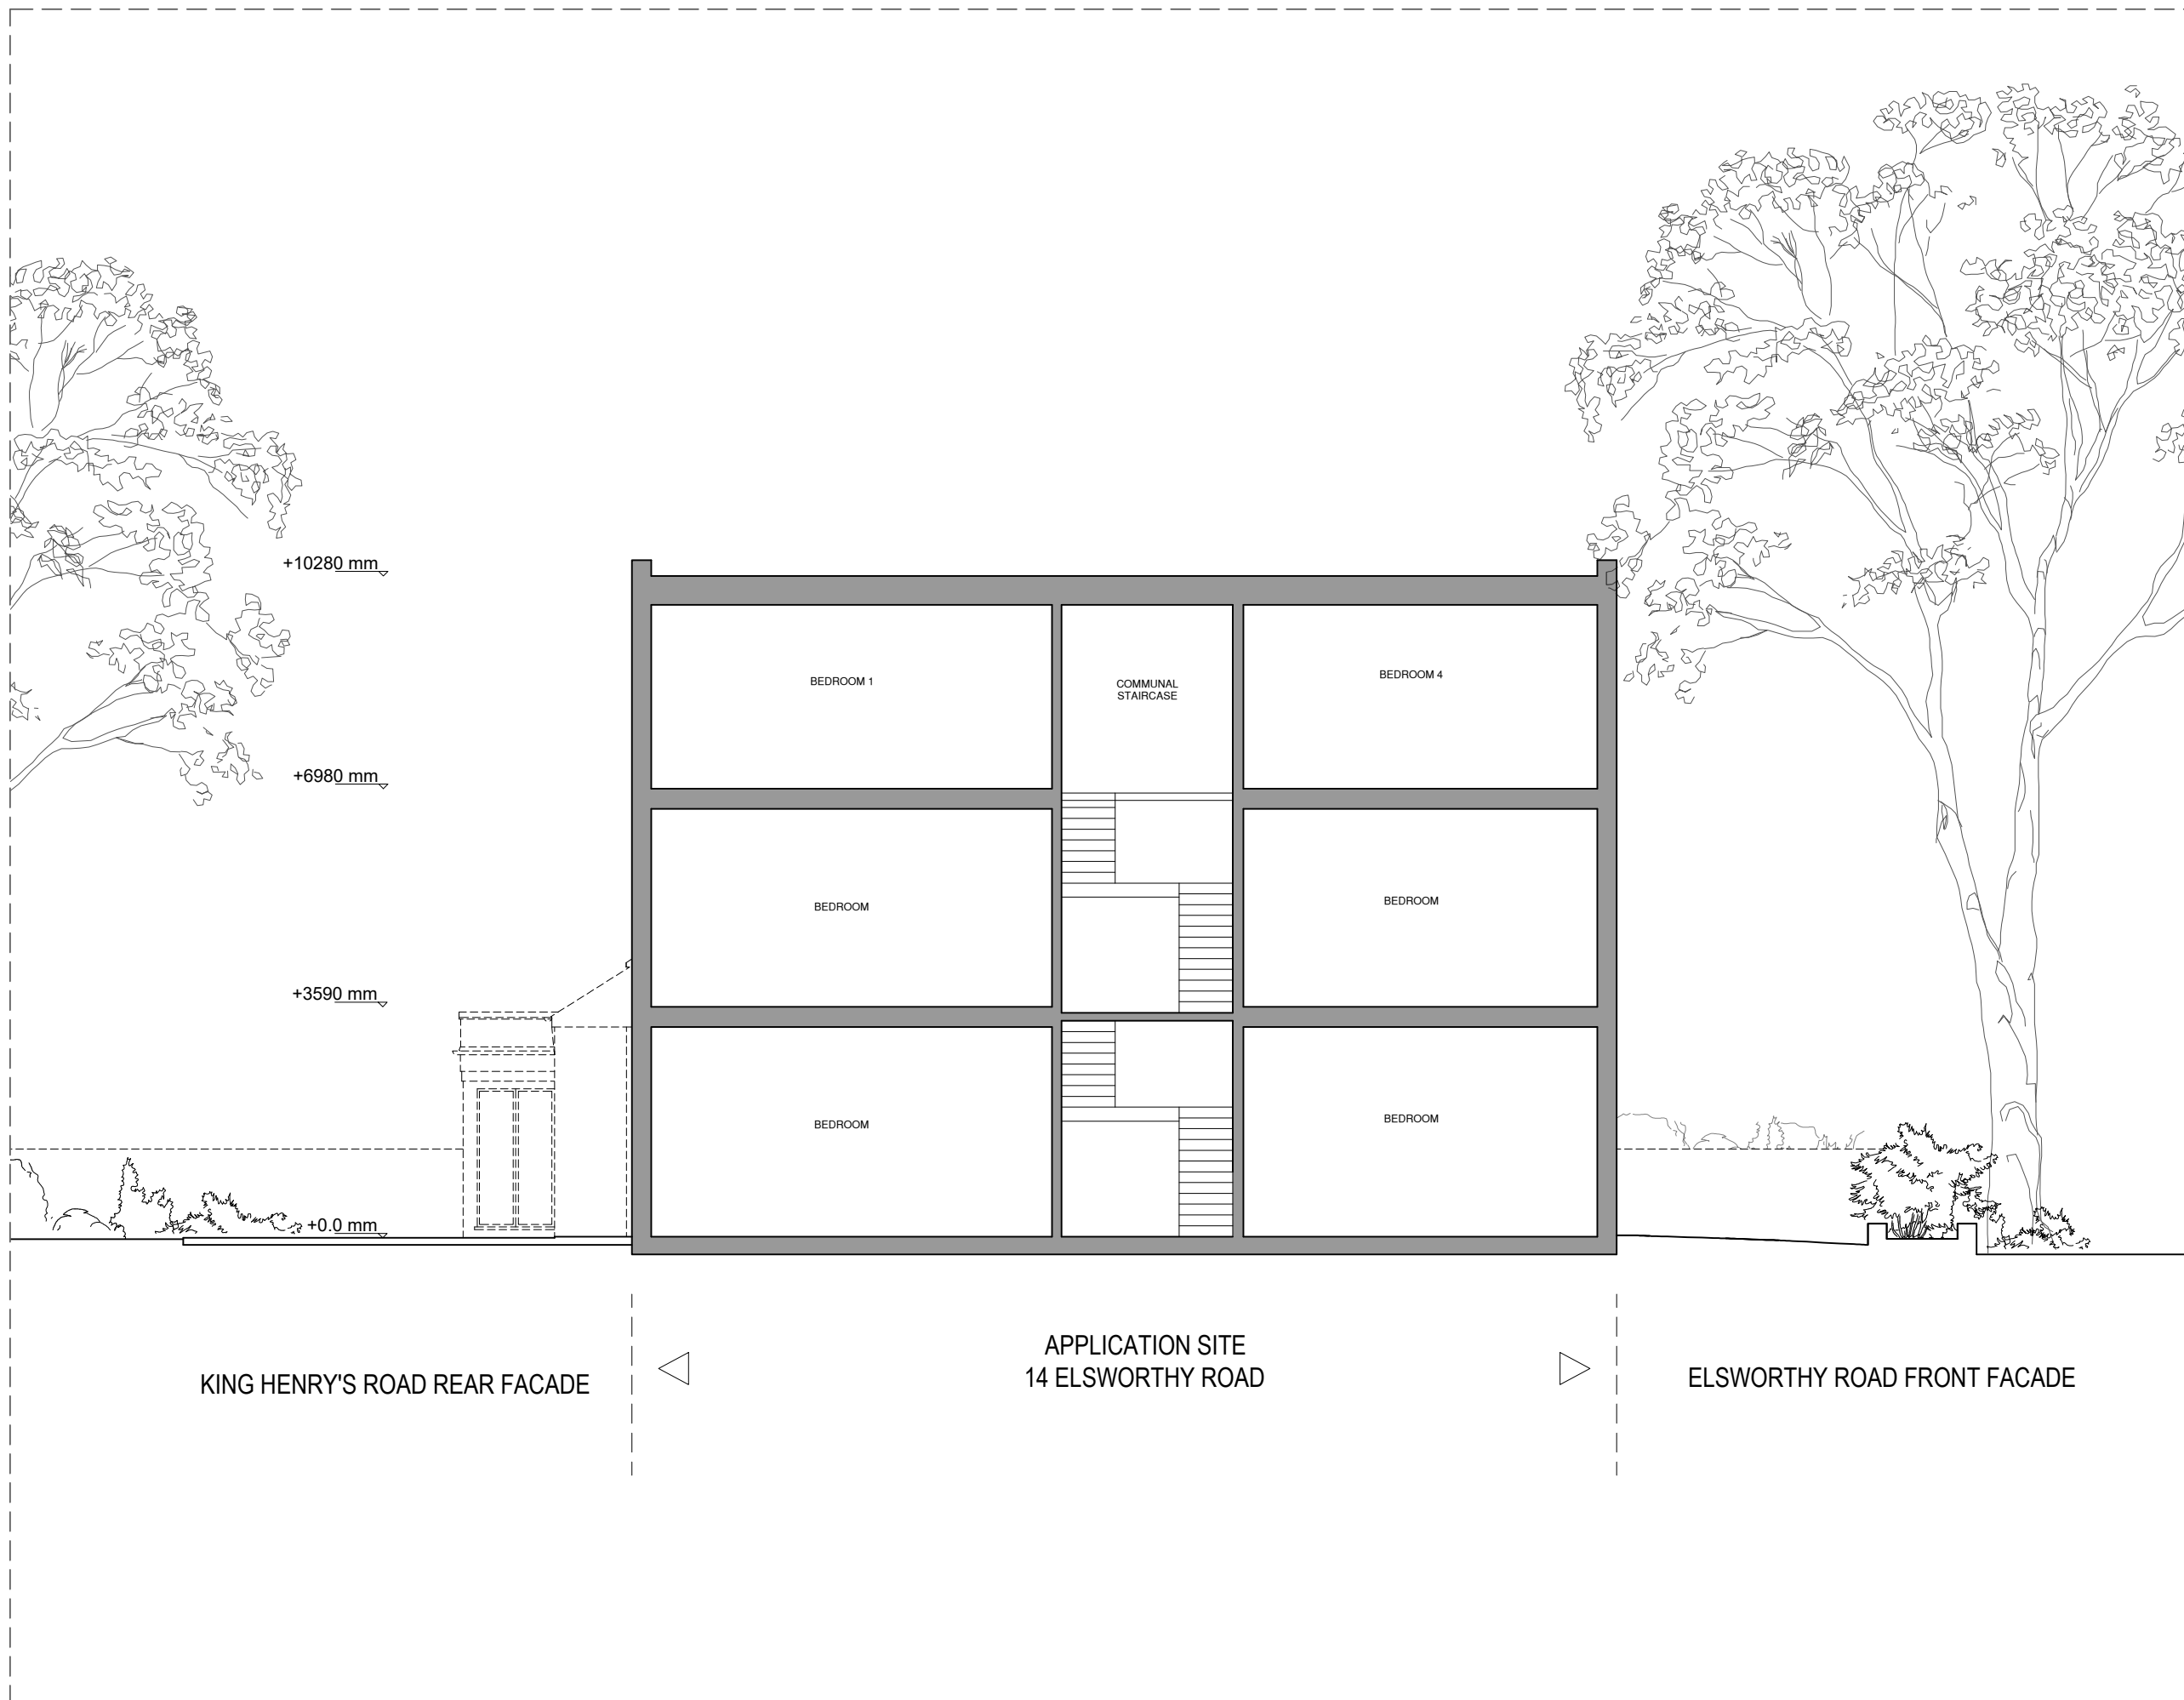 +10280 mm
BEDROOM 1
COMMUNAL
STAIRCASE
BEDROOM 4
+6980 mm
BEDROOM
BEDROOM
+3590 mm
BEDROOM
BEDROOM
+0.0 mm
KING HENRY'S ROAD REAR FACADE
APPLICATION SITE
14 ELSWORTHY ROAD
ELSWORTHY ROAD FRONT FACADE